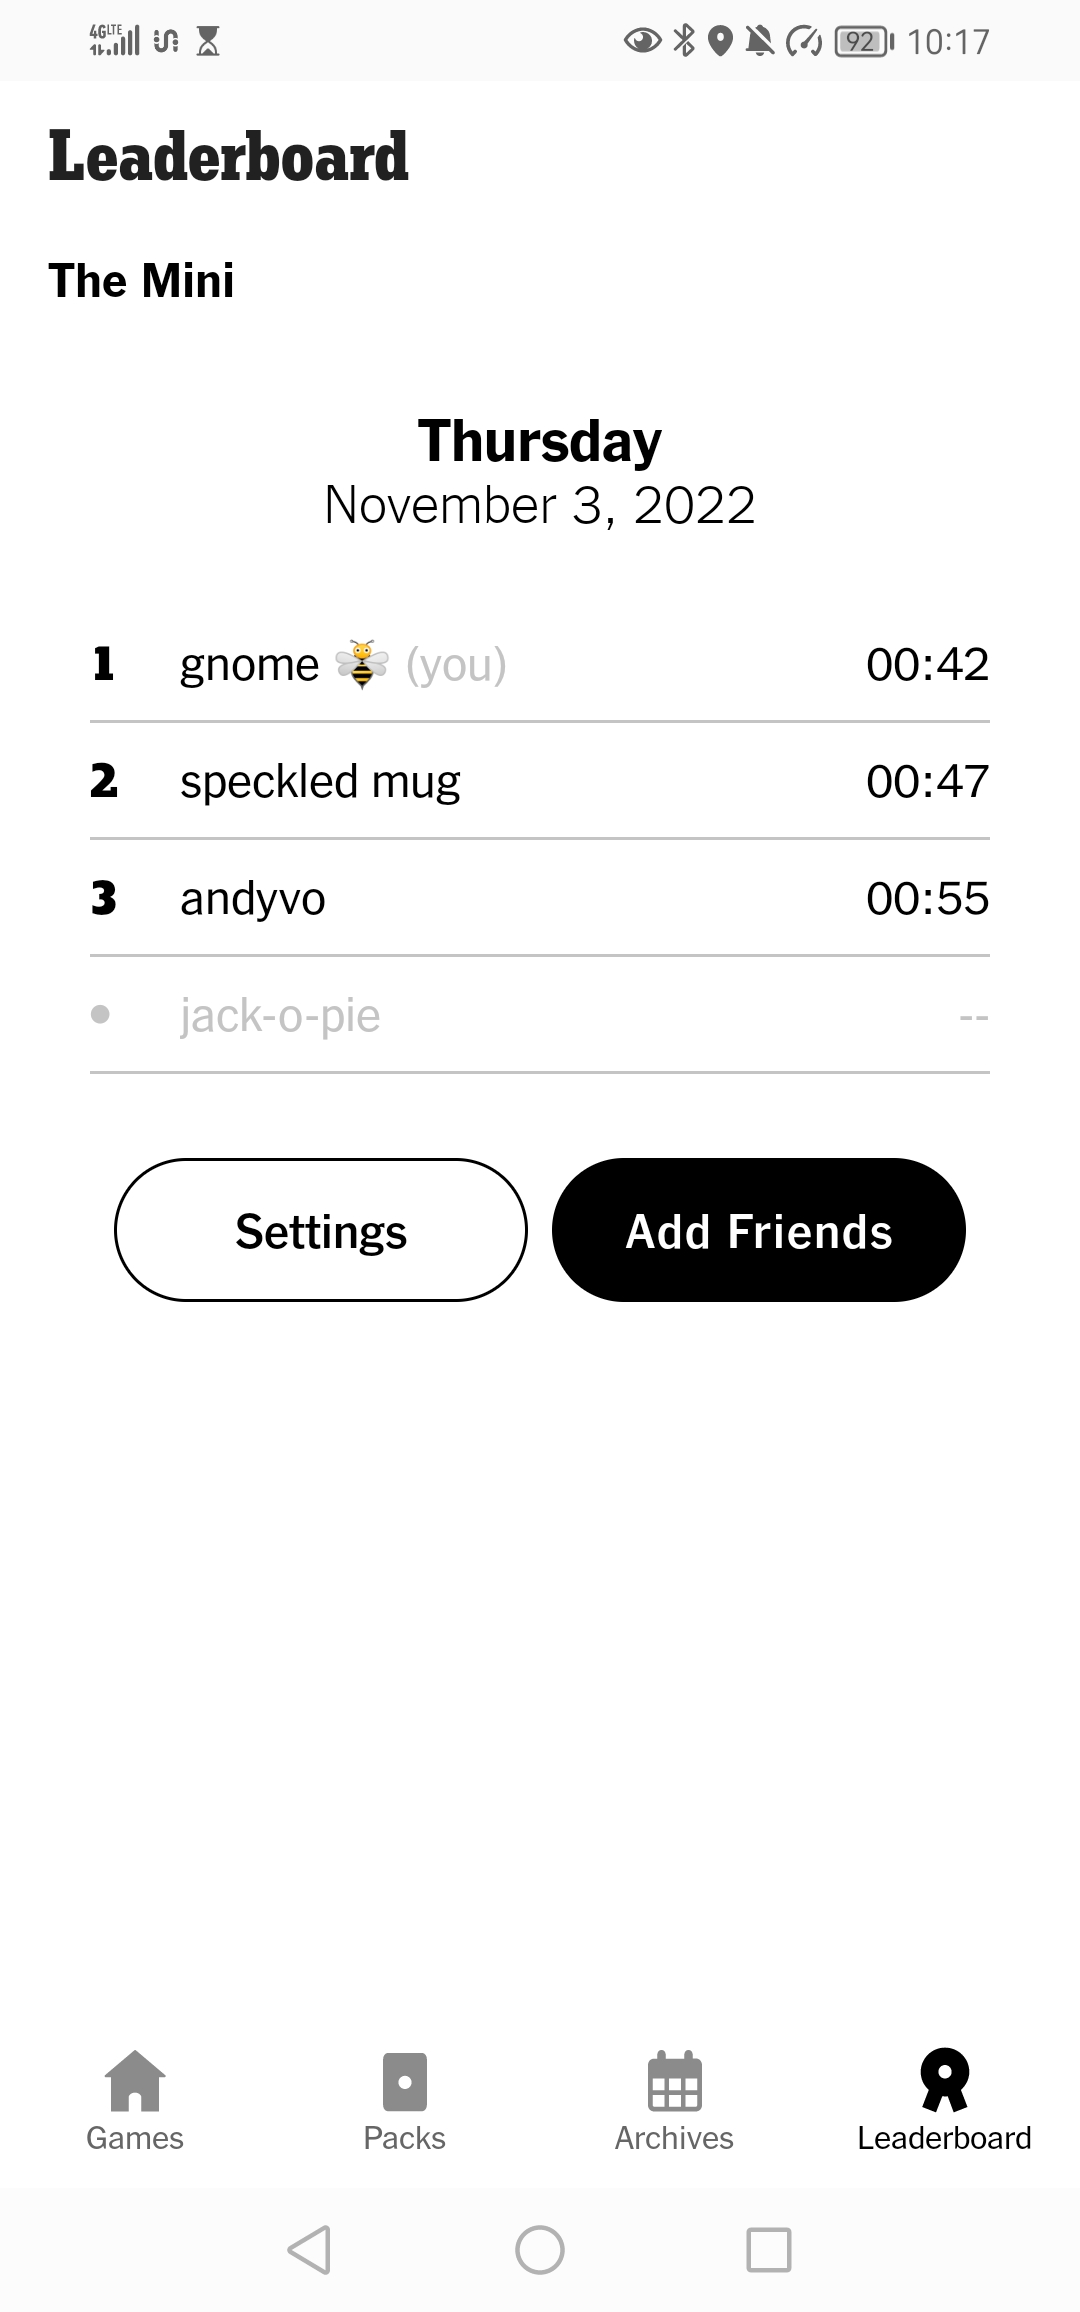 4G LTE 92 10:17
Leaderboard
The Mini
Thursday
November 3, 2022
1 gnome 🐝 (you) 00:42
2 speckled mug 00:47
3 andyvo 00:55
• jack-o-pie --
Settings Add Friends
Games Packs Archives Leaderboard